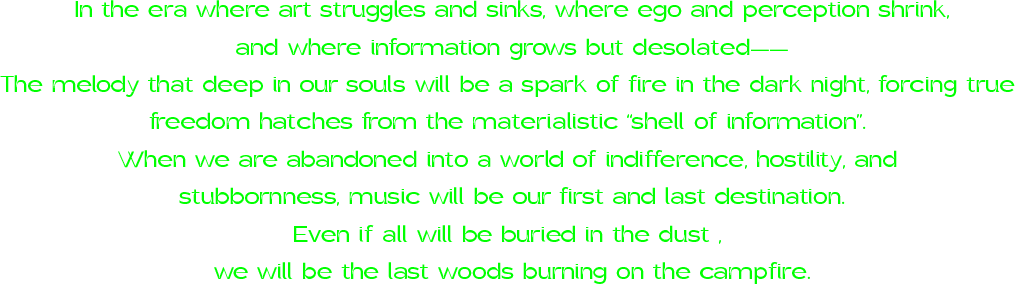 In the era where art struggles and sinks, where ego and perception shrink,
and where information grows but desolated——
The melody that deep in our souls will be a spark of fire in the dark night, forcing true
freedom hatches from the materialistic "shell of information".
When we are abandoned into a world of indifference, hostility, and
stubbornness, music will be our first and last destination.
Even if all will be buried in the dust ,
we will be the last woods burning on the campfire.